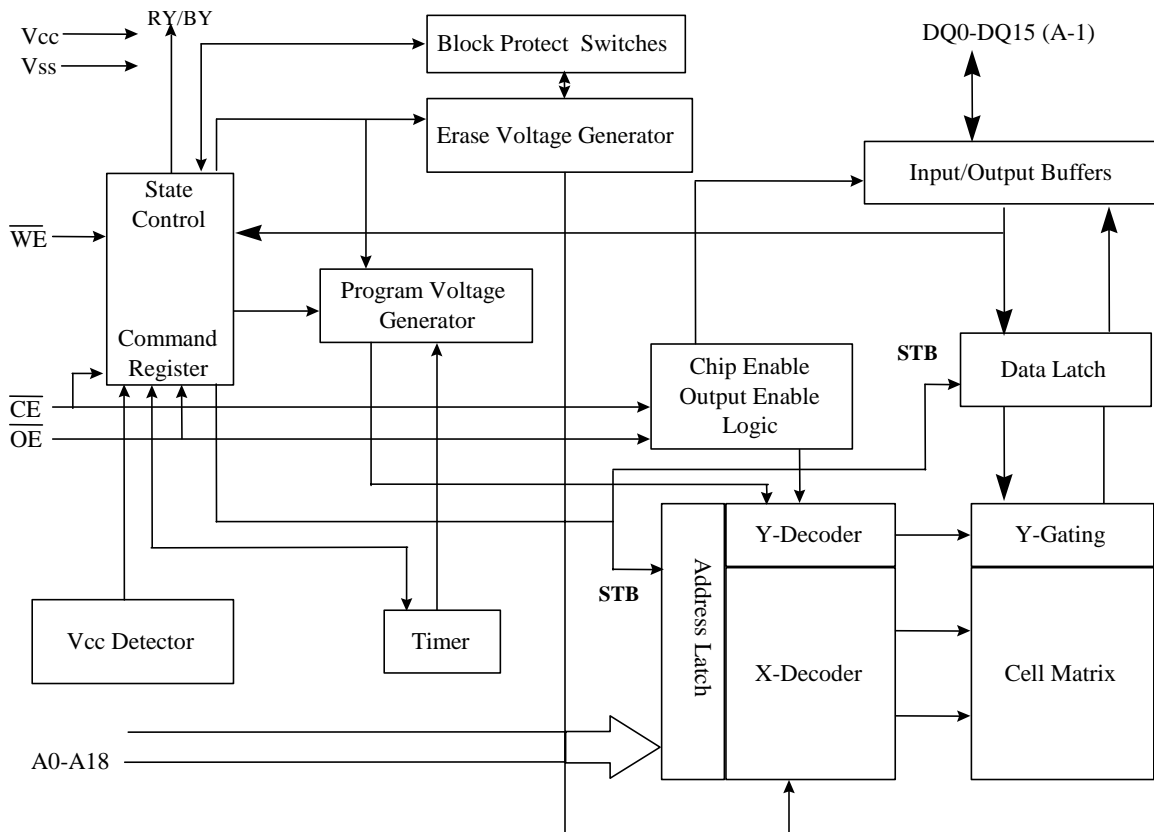 RY/BY
Vcc
Vss
Block Protect Switches
DQ0-DQ15 (A-1)
Erase Voltage Generator
Input/Output Buffers
State
Control
WE
Program Voltage
Generator
Command
Register
STB
Chip Enable
Output Enable
Logic
Data Latch
CE
OE
Y-Decoder
Y-Gating
Address Latch
STB
Vcc Detector
Timer
X-Decoder
Cell Matrix
A0-A18